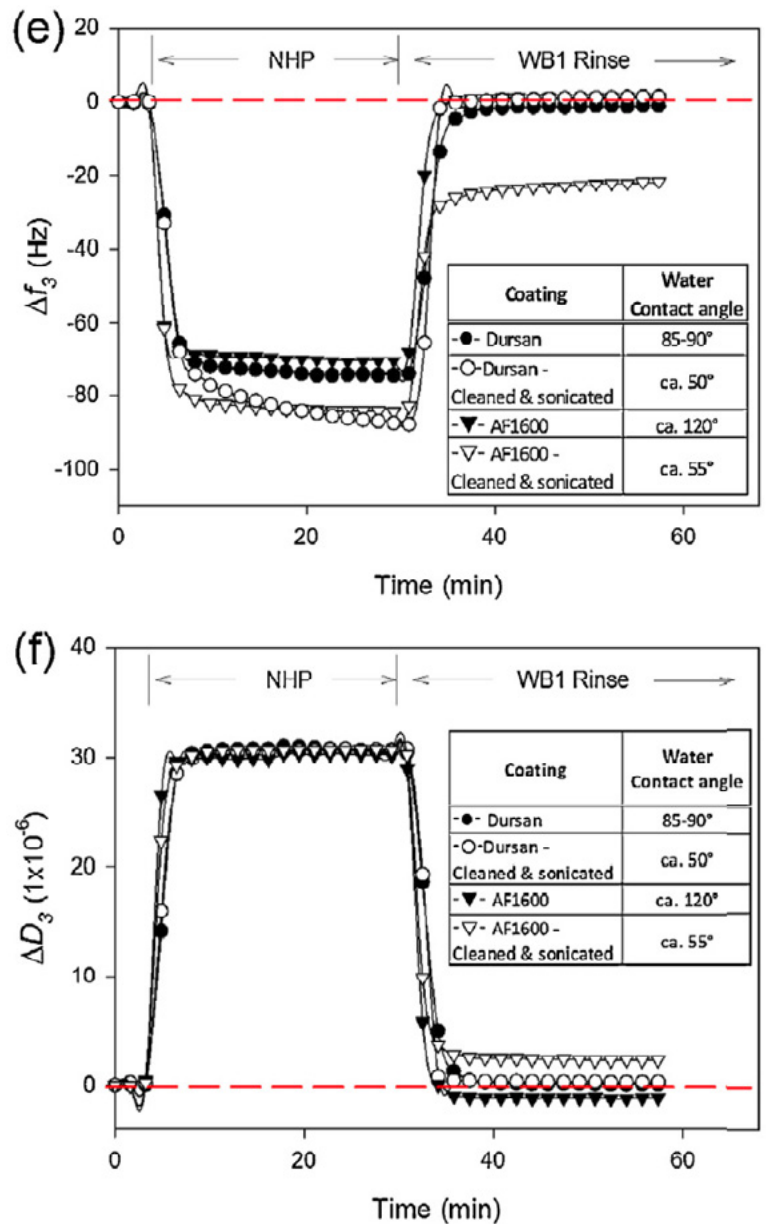 (e)
20
0
-20
-40
-60
-80
-100
Δf3 (Hz)
NHP
WB1 Rinse
Coating
Water
Contact angle
-●- Dursan
85-90°
-○-Dursan –
Cleaned & sonicated
ca. 50°
-▼- AF1600
ca. 120°
-▽- AF1600 –
Cleaned & sonicated
ca. 55°
0
20
40
60
Time (min)
(f)
40
30
20
10
0
ΔD3 (1x10-6)
NHP
WB1 Rinse
Coating
Water
Contact angle
-●- Dursan
85-90°
-○-Dursan –
Cleaned & sonicated
ca. 50°
-▼- AF1600
ca. 120°
-▽- AF1600 –
Cleaned & sonicated
ca. 55°
0
20
40
60
Time (min)